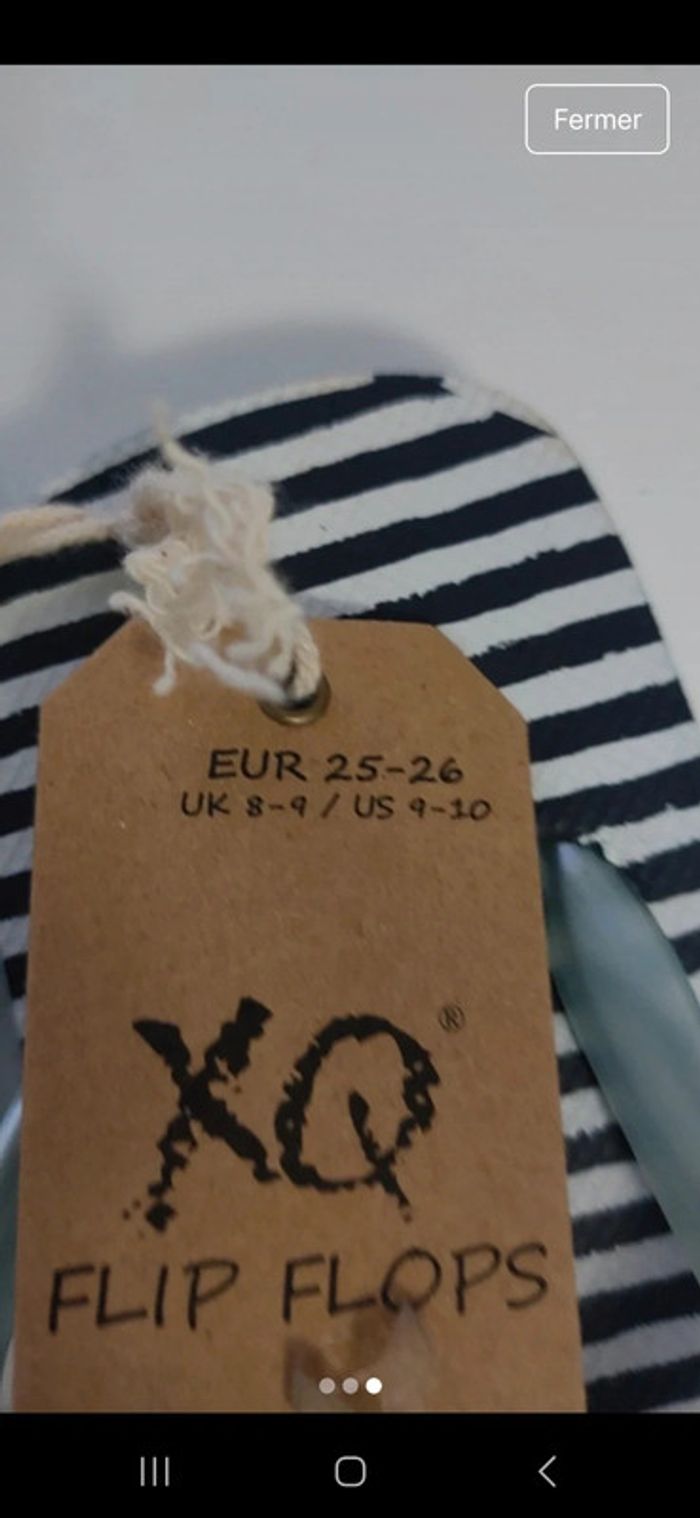 Fermer
EUR 25-26
UK 8-9 / US 9-10
XQ®
FLIP FLOPS